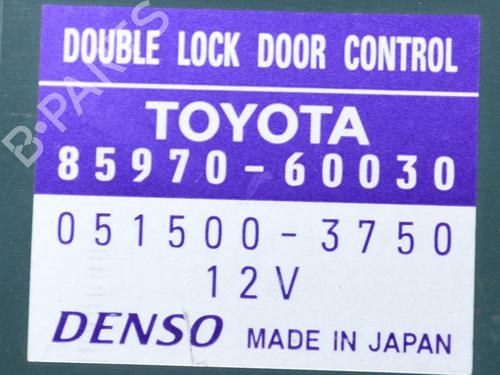 DOUBLE LOCK DOOR CONTROL
TOYOTA
85970-60030
051500-3750
12V
DENSO MADE IN JAPAN
B-PARTS